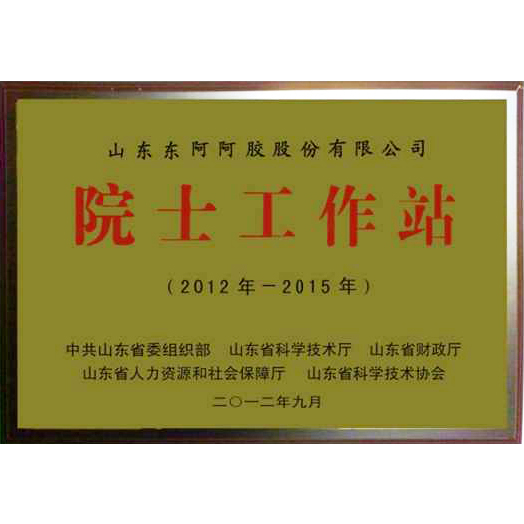 山东东阿阿胶股份有限公司
院士工作站
（2012年－2015年）
中共山东省委组织部 山东省科学技术厅 山东省财政厅
山东省人力资源和社会保障厅 山东省科学技术协会
二〇一二年九月